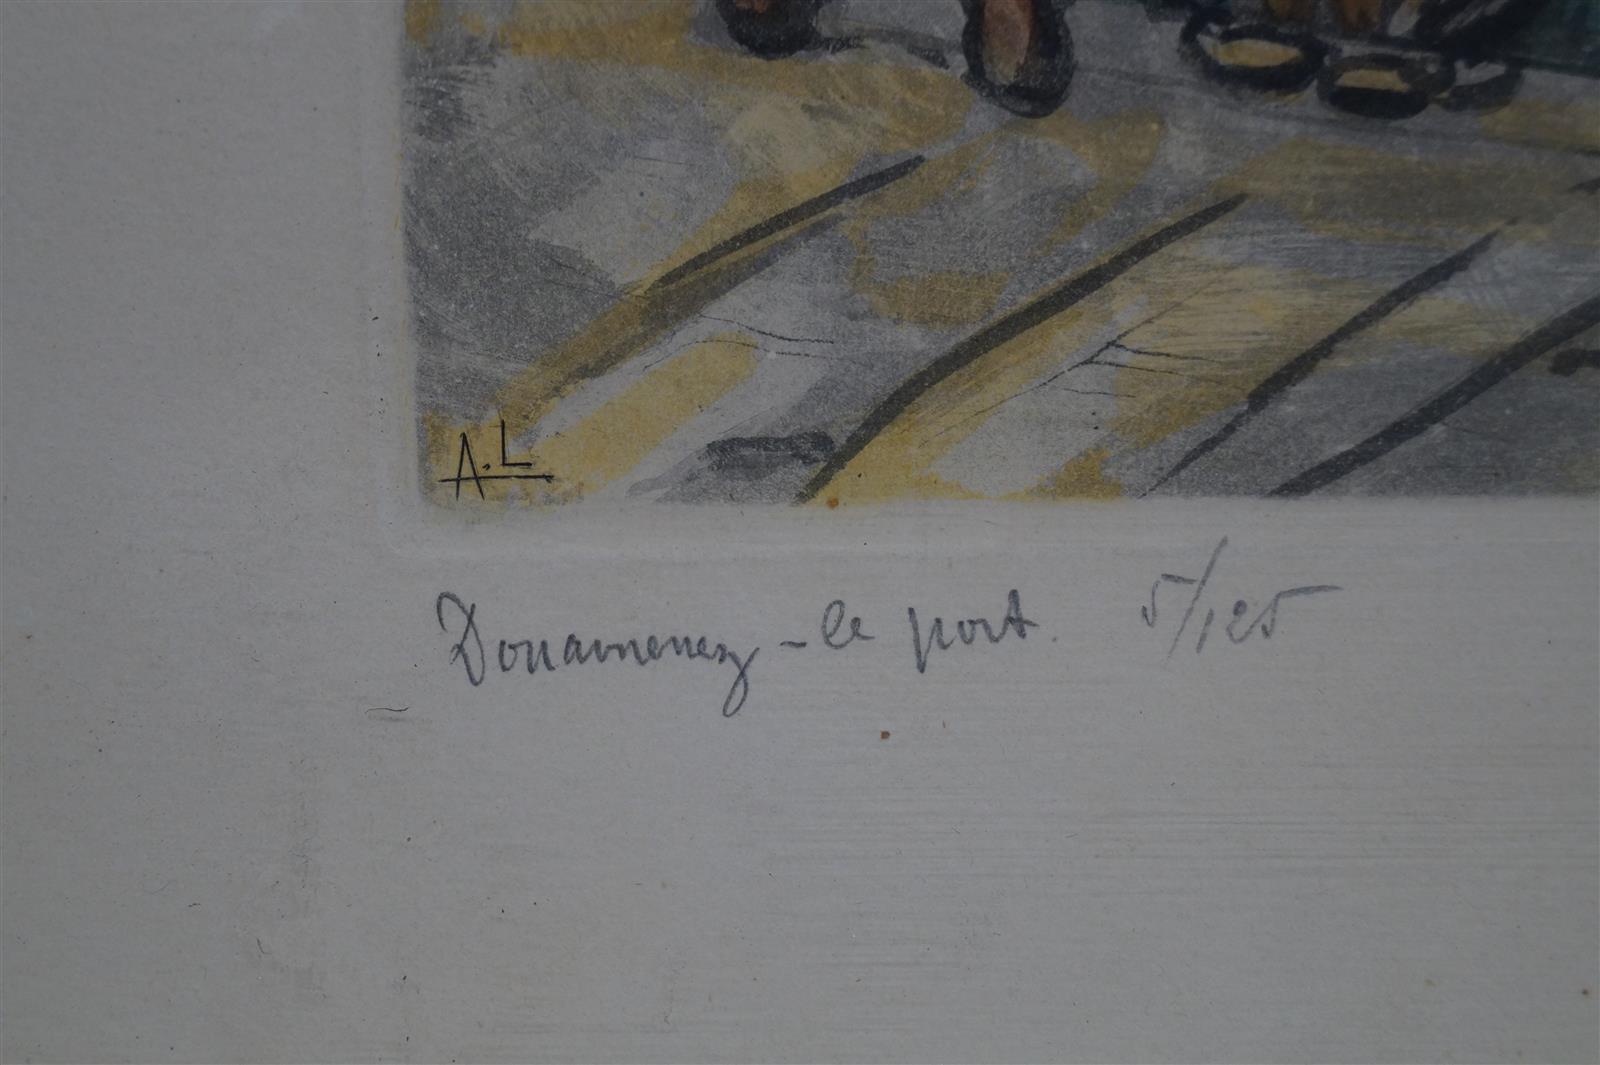 A.L
Douarnenez - le port. 5/125